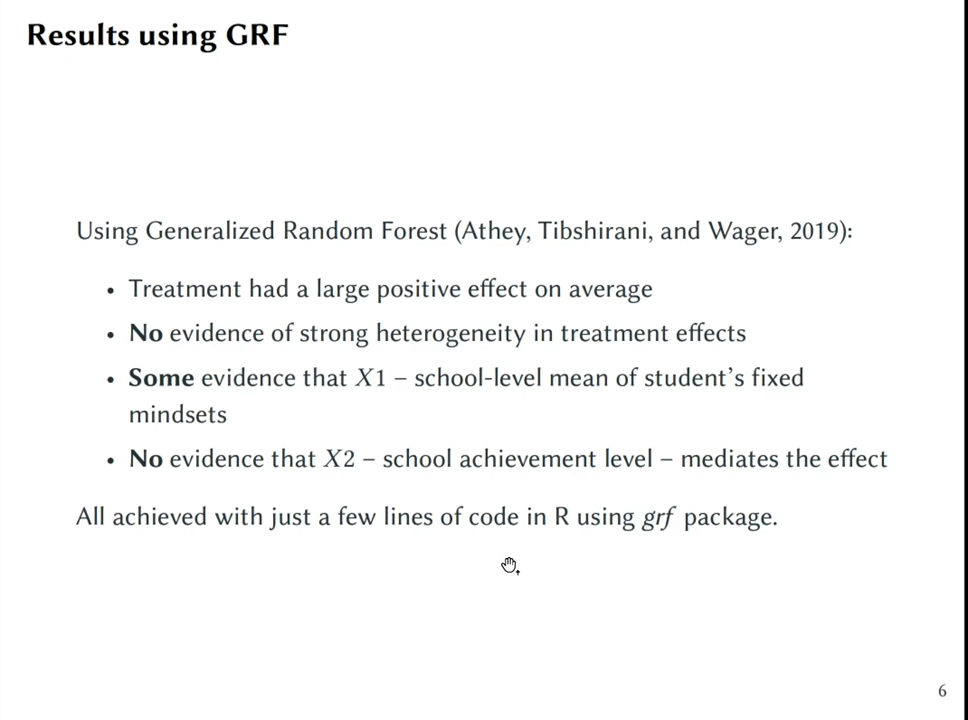 Results using GRF
Using Generalized Random Forest (Athey, Tibshirani, and Wager, 2019):
• Treatment had a large positive effect on average
• No evidence of strong heterogeneity in treatment effects
• Some evidence that X1 – school-level mean of student’s fixed
mindsets
• No evidence that X2 – school achievement level – mediates the effect
All achieved with just a few lines of code in R using grf package.
6